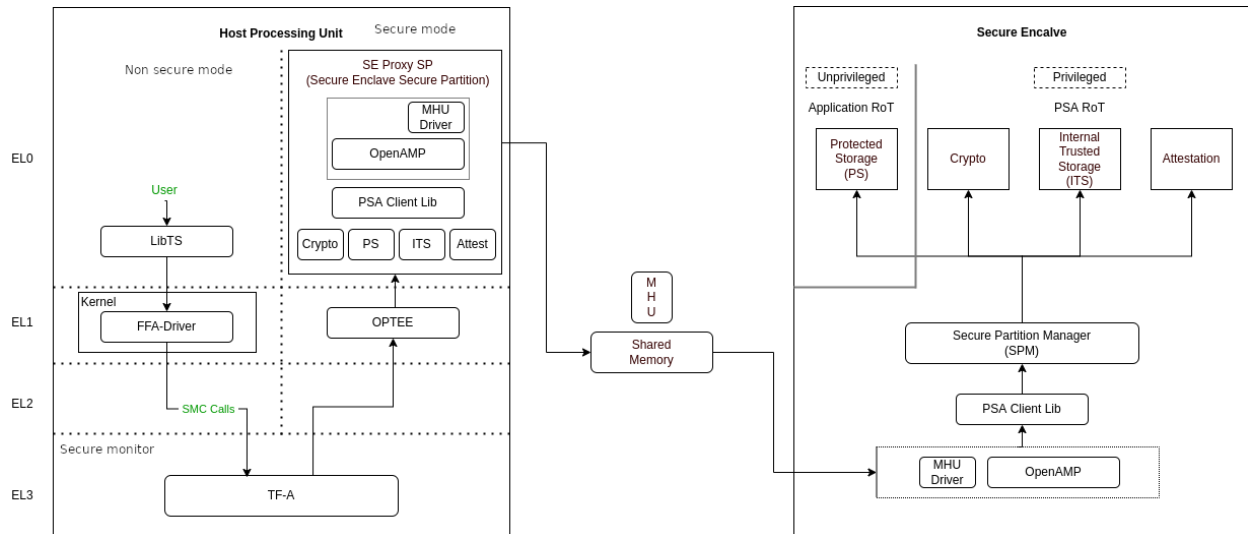 Host Processing Unit
Secure mode
Non secure mode
SE Proxy SP
(Secure Enclave Secure Partition)
MHU
Driver
OpenAMP
PSA Client Lib
Crypto
PS
ITS
Attest
EL0
User
LibTS
Kernel
FFA-Driver
OPTEE
EL1
EL2
SMC Calls
Secure monitor
TF-A
EL3
M
H
U
Shared
Memory
Secure Encalve
Unprivileged
Privileged
Application RoT
PSA RoT
Protected
Storage
(PS)
Crypto
Internal
Trusted
Storage
(ITS)
Attestation
Secure Partition Manager
(SPM)
PSA Client Lib
MHU
Driver
OpenAMP